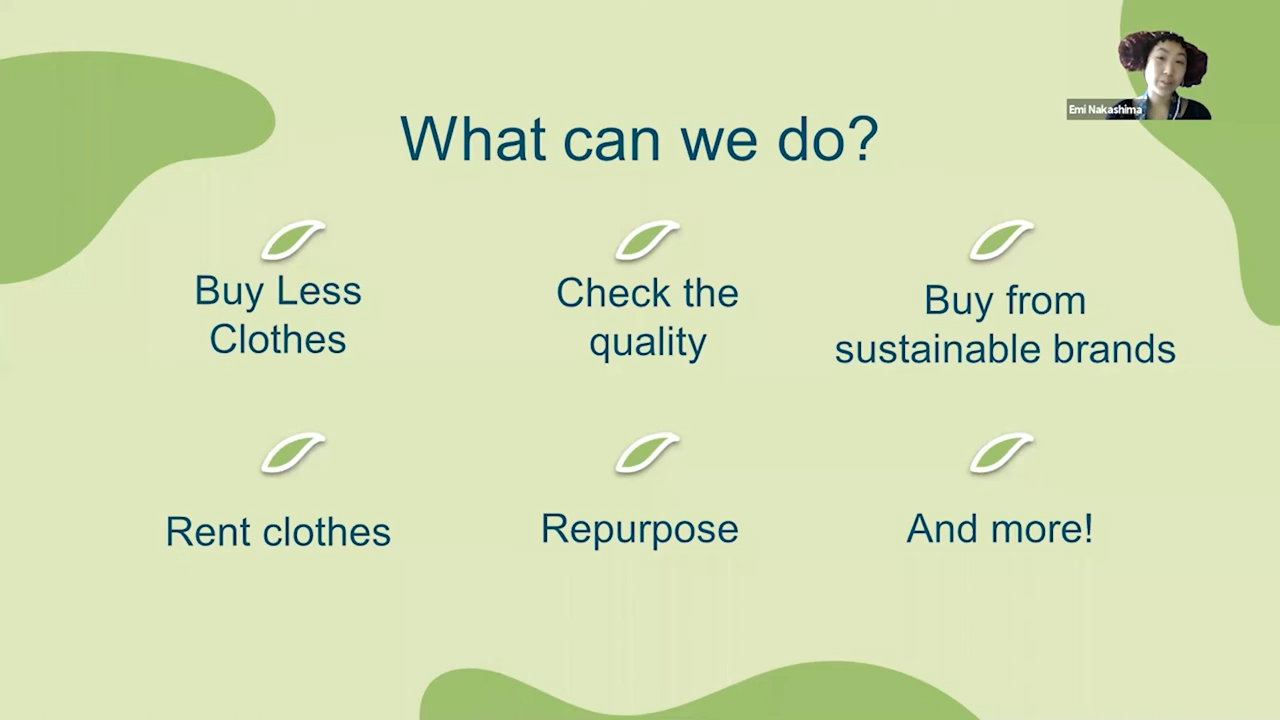 Emi Nakashima
What can we do?
Buy Less
Clothes
Check the
quality
Buy from
sustainable brands
Rent clothes
Repurpose
And more!